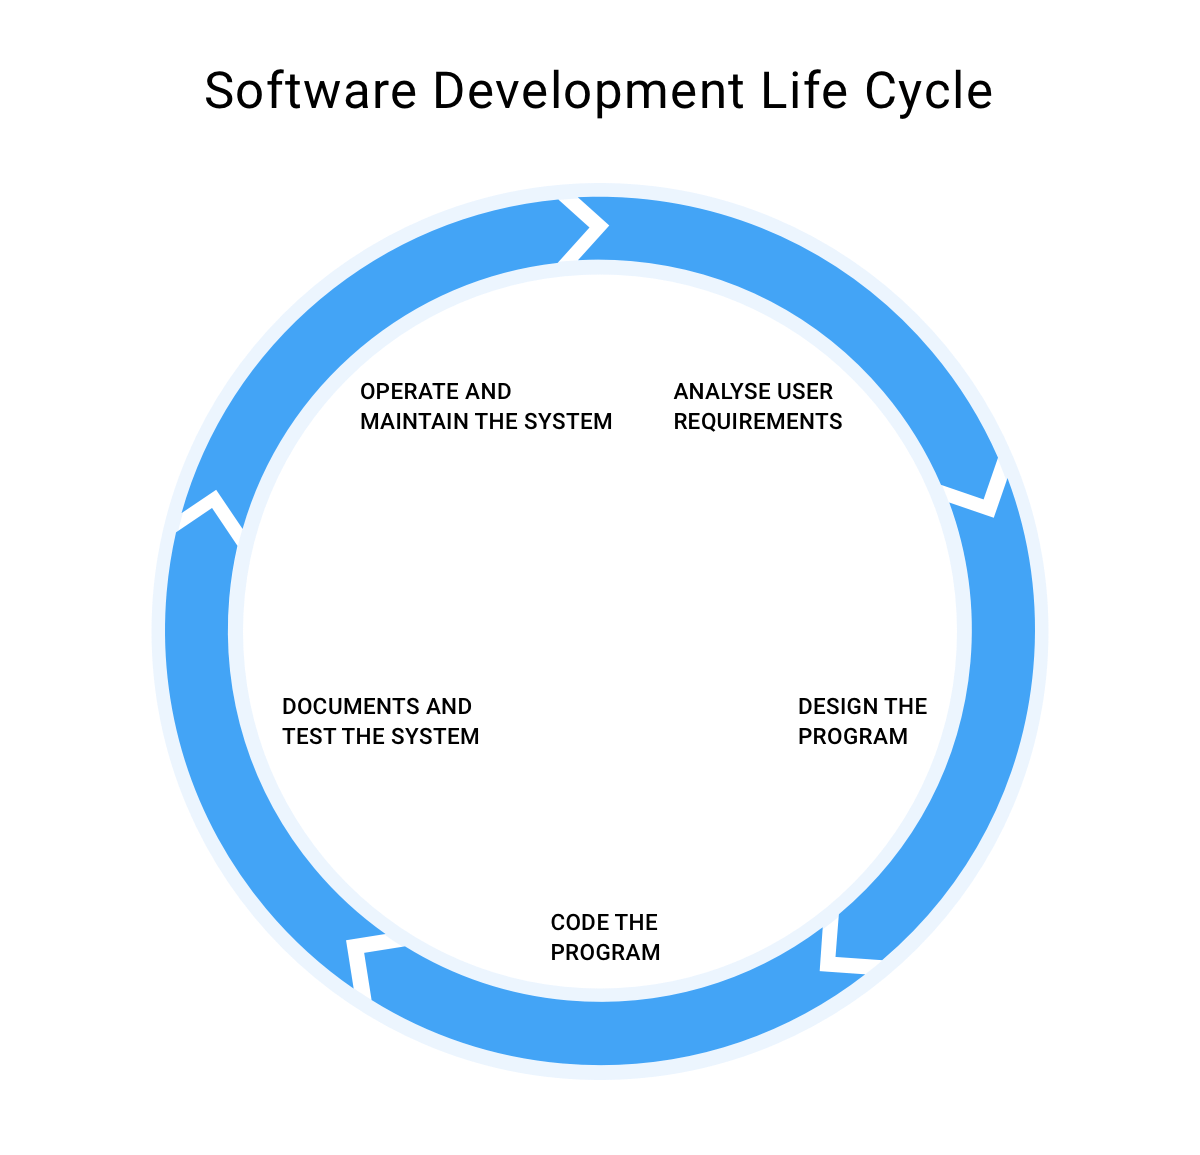 Software Development Life Cycle
OPERATE AND
MAINTAIN THE SYSTEM
ANALYSE USER
REQUIREMENTS
DOCUMENTS AND
TEST THE SYSTEM
DESIGN THE
PROGRAM
CODE THE
PROGRAM